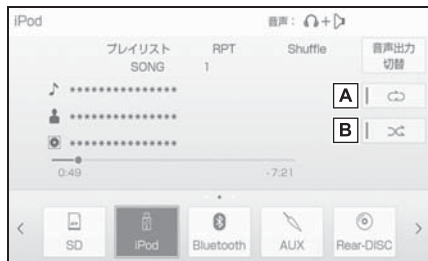 iPod 音声: +
プレイリスト RPT Shuffle 音声出力
切替
SONG 1
A
B
0:49 -7:21
SD iPod Bluetooth AUX Rear-DISC